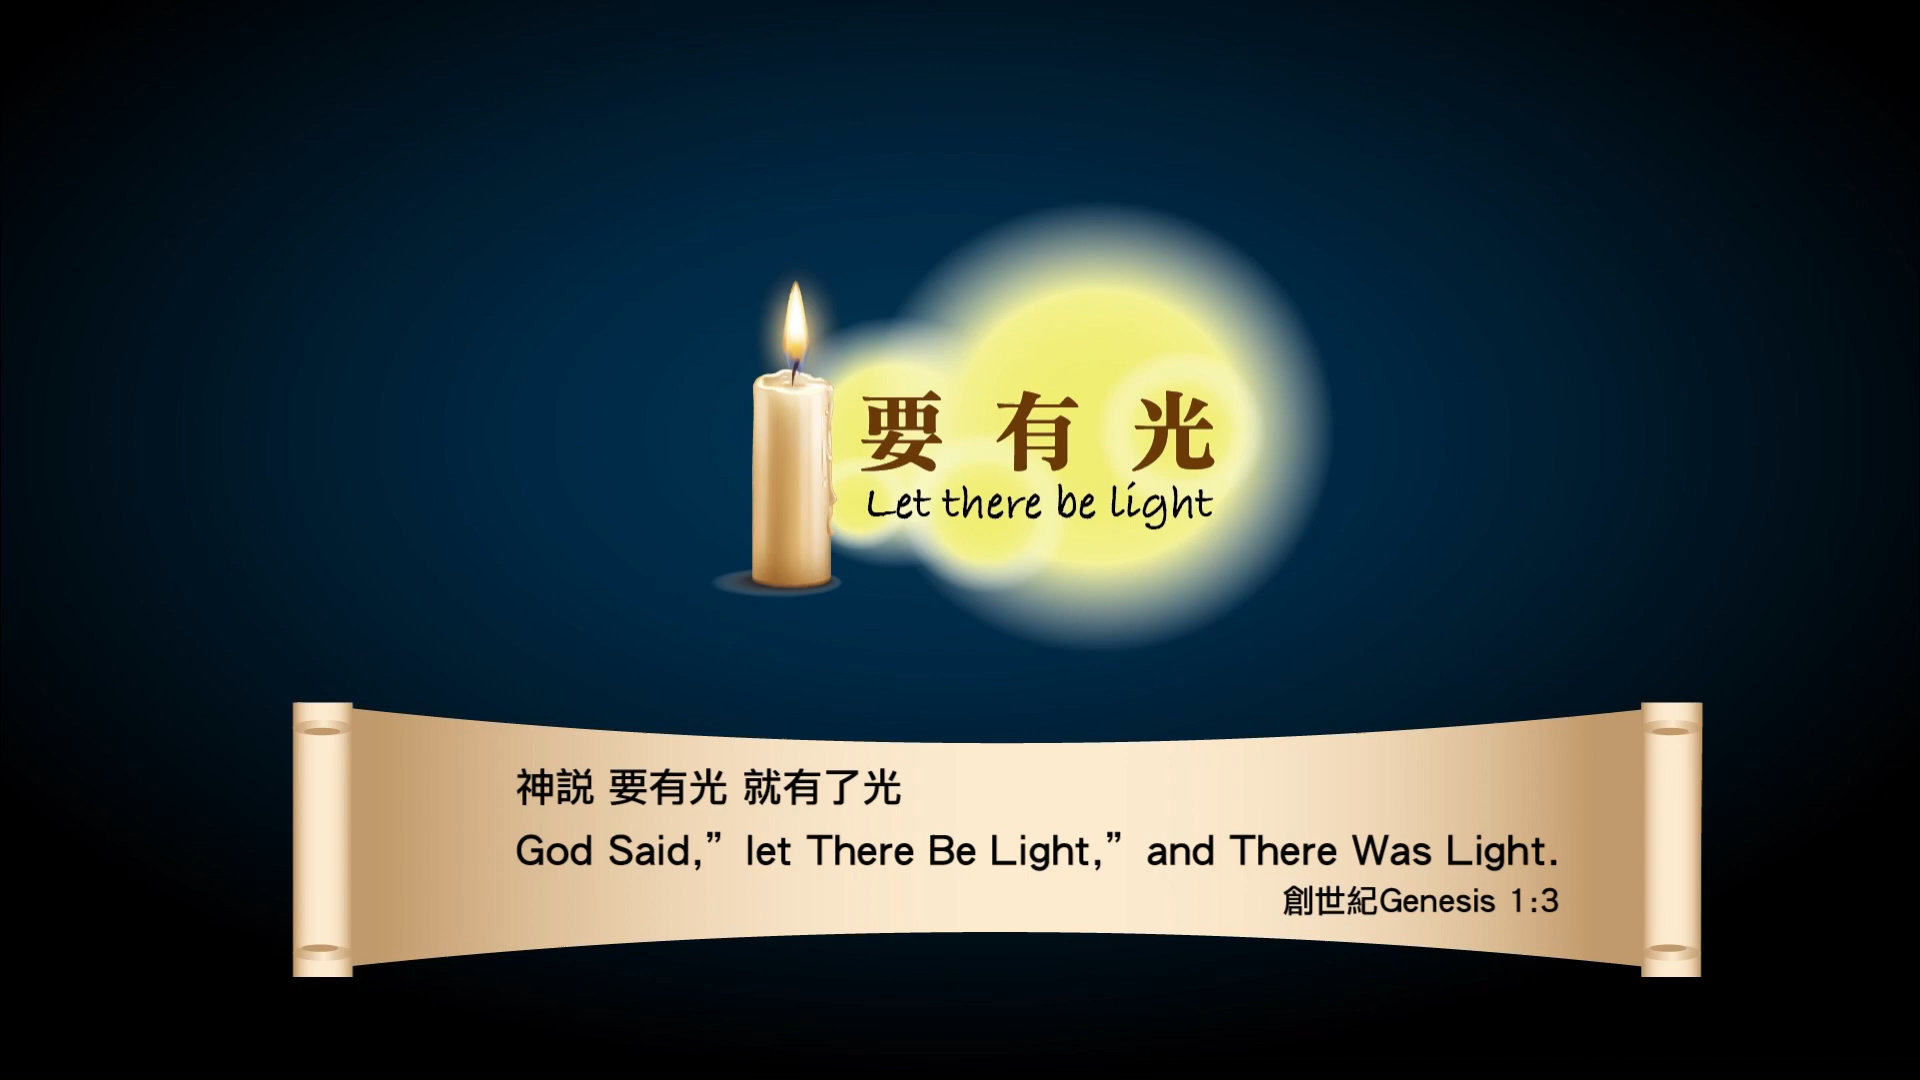 要有光
Let there be light
神説 要有光 就有了光
God Said,” let There Be Light,” and There Was Light.
創世紀Genesis 1:3